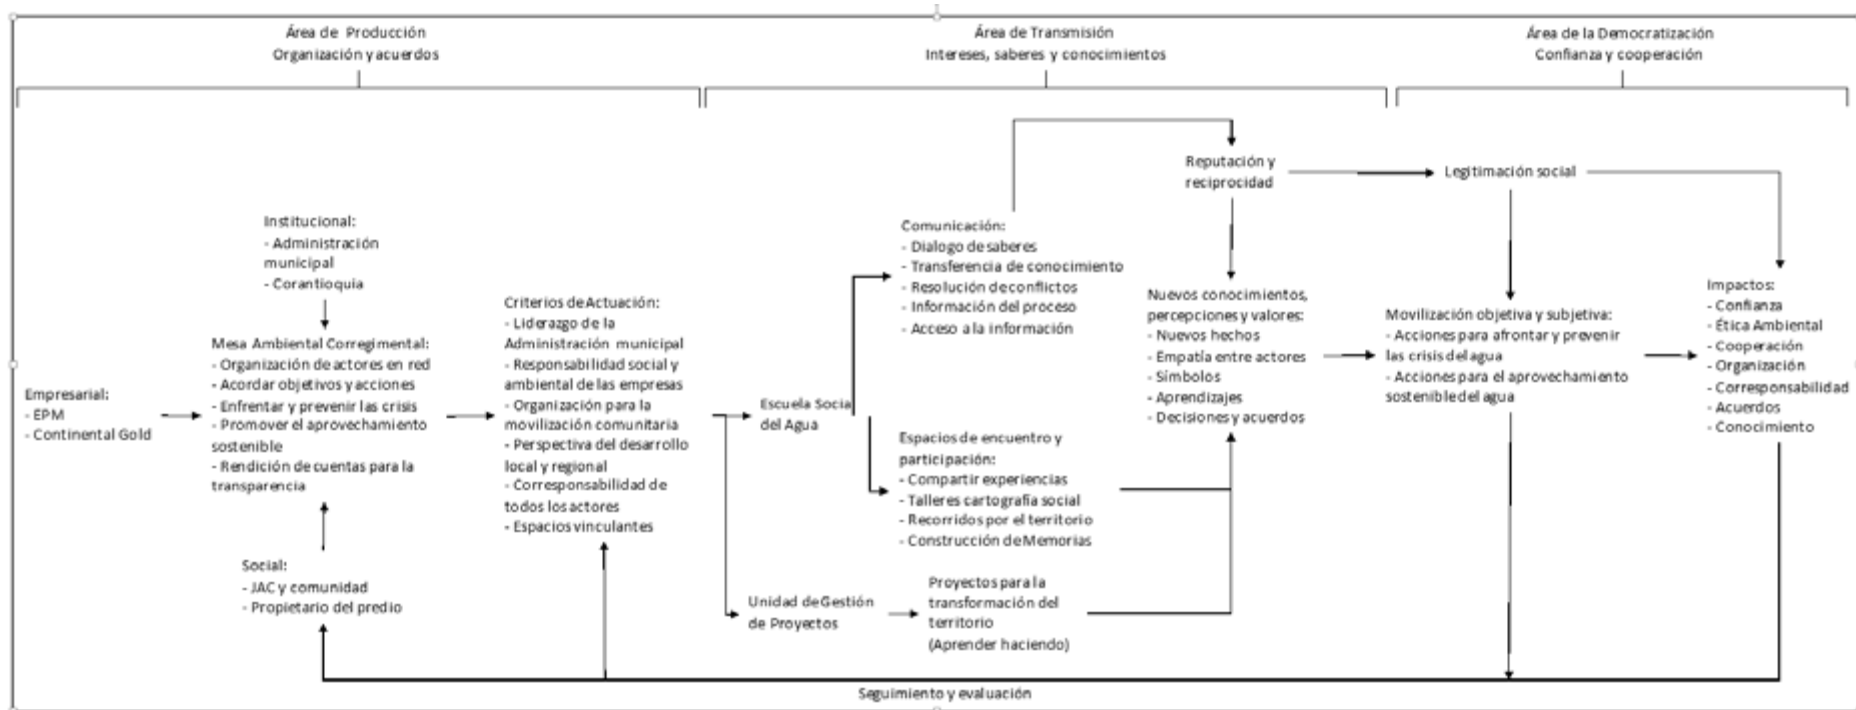 Área de Producción
Organización y acuerdos
Área de Transmisión
Intereses, saberes y conocimientos
Área de la Democratización
Confianza y cooperación
Empresarial:
- EPM
- Continental Gold
Institucional:
- Administración
municipal
- Corantioquia
Mesa Ambiental Corregimental:
- Organización de actores en red
- Acordar objetivos y acciones
- Enfrentar y prevenir las crisis
- Promover el aprovechamiento
sostenible
- Rendición de cuentas para la
transparencia
Social:
- JAC y comunidad
- Propietario del predio
Criterios de Actuación:
- Liderazgo de la
Administración municipal
- Responsabilidad social y
ambiental de las empresas
- Organización para la
movilización comunitaria
- Perspectiva del desarrollo
local y regional
- Corresponsabilidad de
todos los actores
- Espacios vinculantes
Escuela Social
del Agua
Unidad de Gestión
de Proyectos
Comunicación:
- Dialogo de saberes
- Transferencia de conocimiento
- Resolución de conflictos
- Información del proceso
- Acceso a la información
Espacios de encuentro y
participación:
- Compartir experiencias
- Talleres cartografía social
- Recorridos por el territorio
- Construcción de Memorias
Proyectos para la
transformación del
territorio
(Aprender haciendo)
Reputación y
reciprocidad
Nuevos conocimientos,
percepciones y valores:
- Nuevos hechos
- Empatía entre actores
- Símbolos
- Aprendizajes
- Decisiones y acuerdos
Legitimación social
Movilización objetiva y subjetiva:
- Acciones para afrontar y prevenir
las crisis del agua
- Acciones para el aprovechamiento
sostenible del agua
Impactos:
- Confianza
- Ética Ambiental
- Cooperación
- Organización
- Corresponsabilidad
- Acuerdos
- Conocimiento
Seguimiento y evaluación